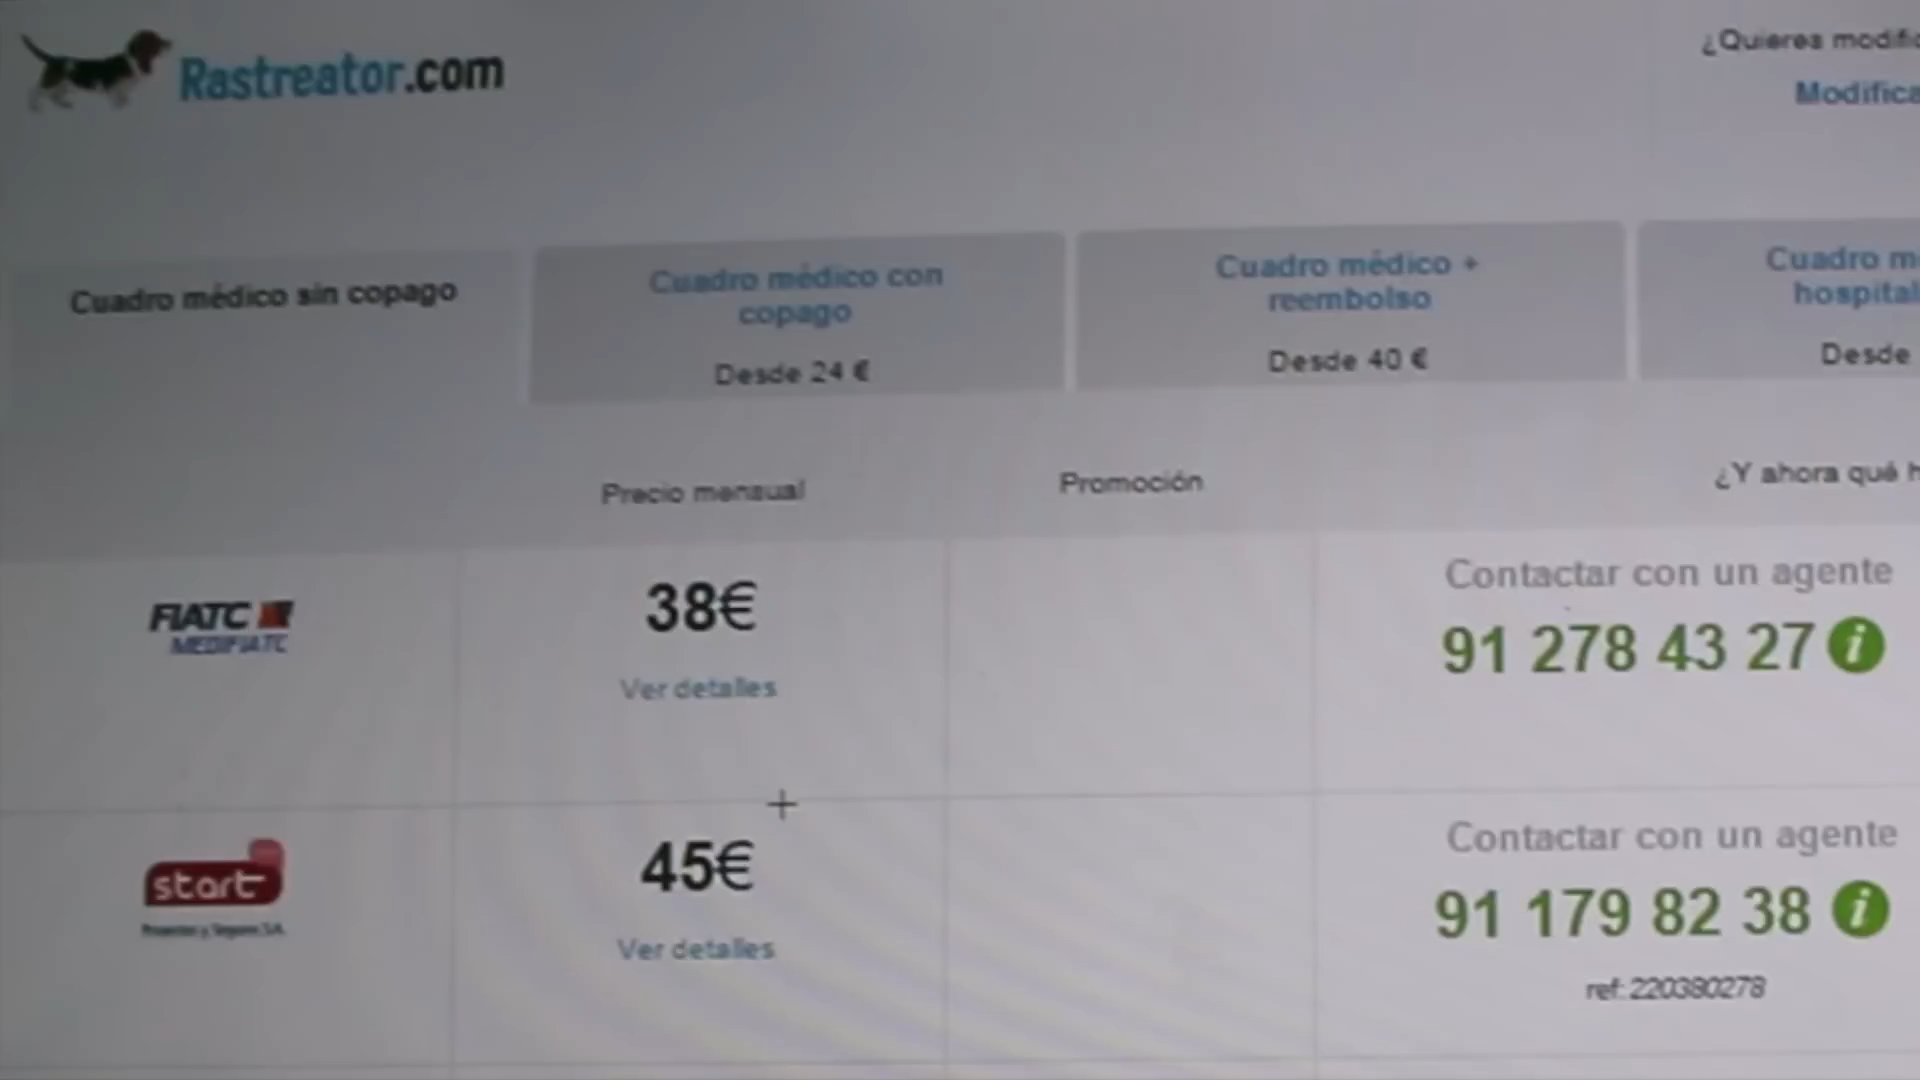 Rastreator.com
¿Quieres modific
Modifica
Cuadro médico sin copago
Cuadro médico con
copago
Desde 24 €
Cuadro médico +
reembolso
Desde 40 €
Cuadro m
hospital
Desde
Precio mensual
Promoción
¿Y ahora qué h
FIATC
MEDIFIATC
38€
Ver detalles
Contactar con un agente
91 278 43 27 i
start
45€
Ver detalles
Contactar con un agente
91 179 82 38 i
ref: 220380278